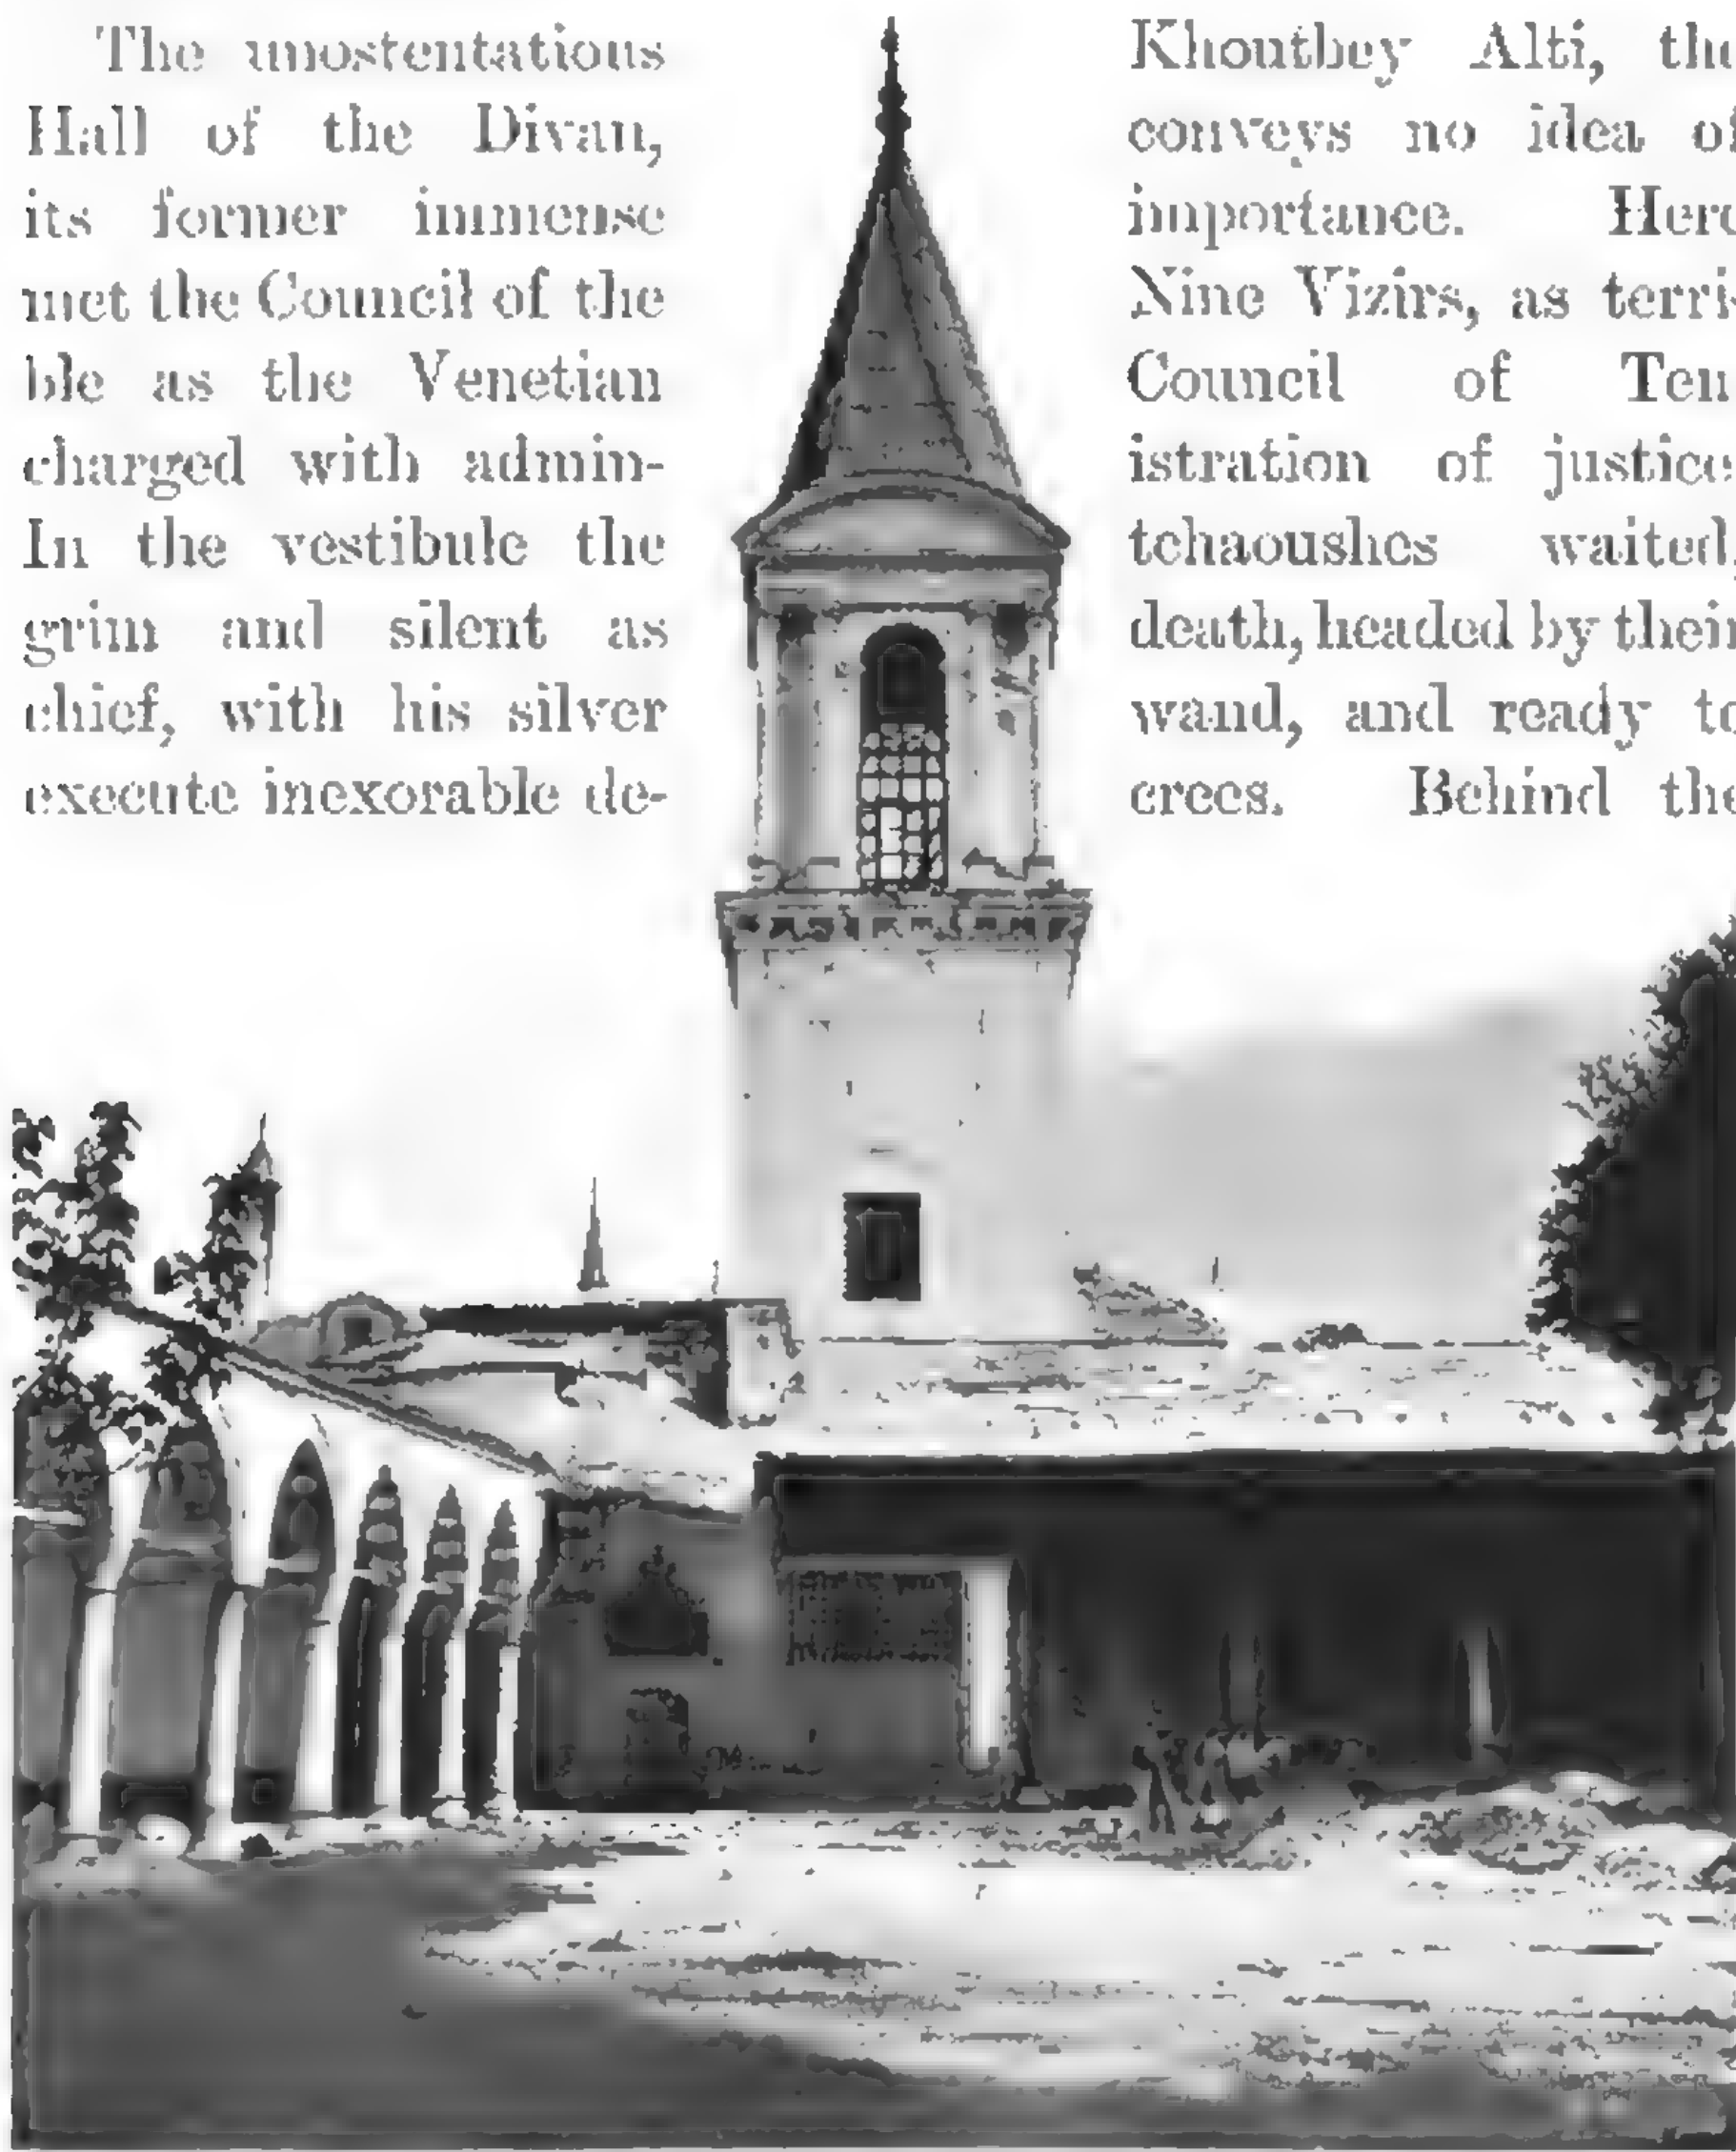 The unostentatious Khoutbey Alti, the
Hall of the Divan, conveys no idea of
its former immense importance. Here
met the Council of the Nine Vizirs, as terri-
ble as the Venetian Council of Ten
charged with admin- istration of justice
In the vestibule the tchaoushes waited,
grim and silent as death, headed by their
chief, with his silver wand, and ready to
execute inexorable de- crees. Behind the